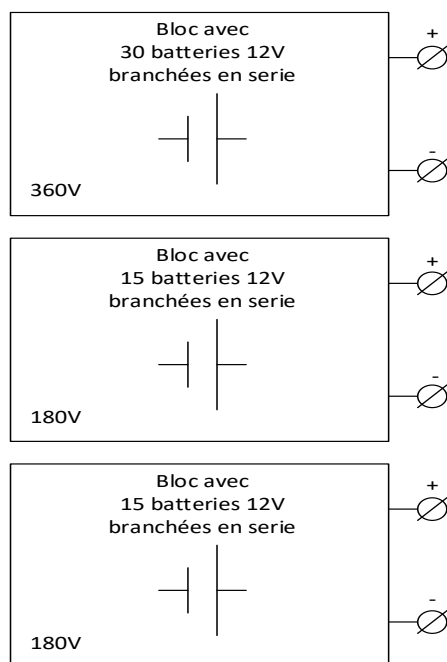 Bloc avec
30 batteries 12V
branchées en serie
+
-
360V
Bloc avec
15 batteries 12V
branchées en serie
+
-
180V
Bloc avec
15 batteries 12V
branchées en serie
+
-
180V